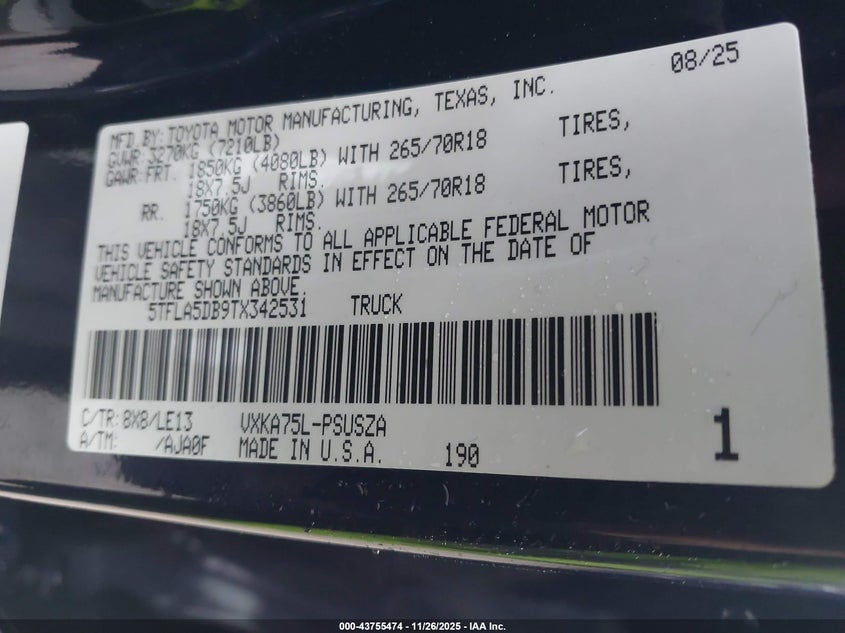 08/25
MFD BY: TOYOTA MOTOR MANUFACTURING, TEXAS, INC.
GVWR: 3270KG (7210LB)
GAWR: FRT. 1850KG (4080LB) WITH 265/70R18 TIRES,
18X7.5J RIMS.
RR. 1750KG (3860LB) WITH 265/70R18 TIRES,
18X7.5J RIMS.
THIS VEHICLE CONFORMS TO ALL APPLICABLE FEDERAL MOTOR
VEHICLE SAFETY STANDARDS IN EFFECT ON THE DATE OF
MANUFACTURE SHOWN ABOVE.
5TFLA5DB9TX342531 TRUCK
C/TR: 8X8/LE13 VXKA75L-PSUSZA
A/TM: /AJA0F MADE IN U.S.A. 190
1
000-43755474 - 11/26/2025 - IAA Inc.